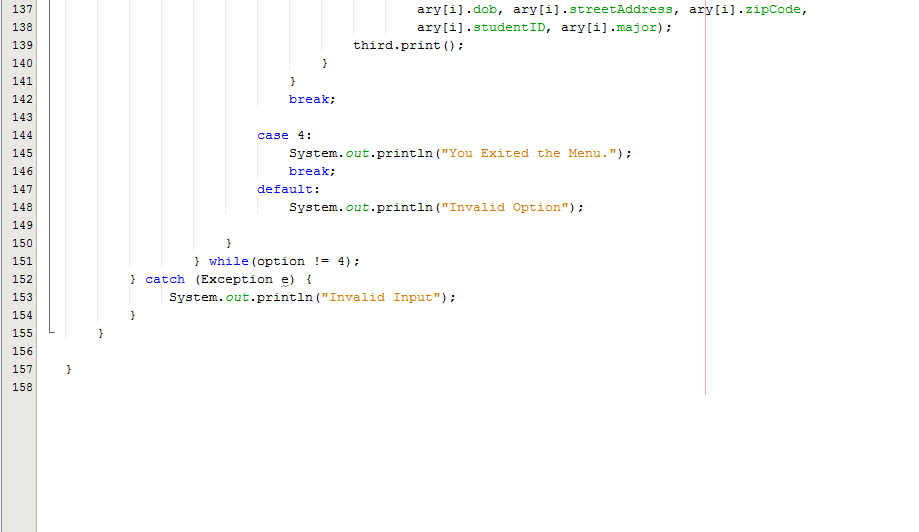 137 ary[i].dob, ary[i].streetAddress, ary[i].zipCode,
138 ary[i].studentID, ary[i].major);
139 third.print();
140 }
141 }
142 break;
143
144 case 4:
145 System.out.println("You Exited the Menu.");
146 break;
147 default:
148 System.out.println("Invalid Option");
149
150 }
151 } while(option != 4);
152 } catch (Exception e) {
153 System.out.println("Invalid Input");
154 }
155 }
156
157 }
158